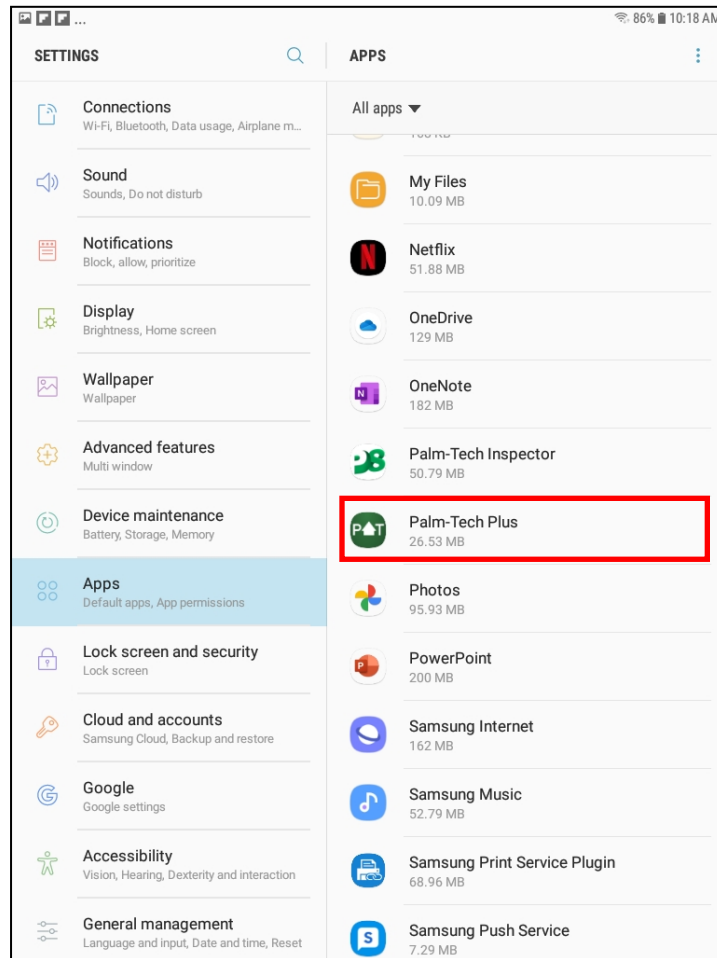 ... 86% 10:18 AM
SETTINGS
Connections
Wi-Fi, Bluetooth, Data usage, Airplane m...
Sound
Sounds, Do not disturb
Notifications
Block, allow, prioritize
Display
Brightness, Home screen
Wallpaper
Wallpaper
Advanced features
Multi window
Device maintenance
Battery, Storage, Memory
Apps
Default apps, App permissions
Lock screen and security
Lock screen
Cloud and accounts
Samsung Cloud, Backup and restore
Google
Google settings
Accessibility
Vision, Hearing, Dexterity and interaction
General management
Language and input, Date and time, Reset
APPS
All apps
My Files
10.09 MB
N
Netflix
51.88 MB
OneDrive
129 MB
N
OneNote
182 MB
Palm-Tech Inspector
50.79 MB
P T
Palm-Tech Plus
26.53 MB
Photos
95.93 MB
P
PowerPoint
200 MB
Samsung Internet
162 MB
Samsung Music
52.79 MB
Samsung Print Service Plugin
68.96 MB
S
Samsung Push Service
7.29 MB